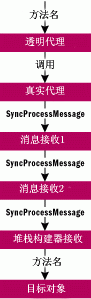 方法名
透明代理
调用
真实代理
SyncProcessMessage
消息接收1
SyncProcessMessage
消息接收2
SyncProcessMessage
堆栈构建器接收
方法名
目标对象